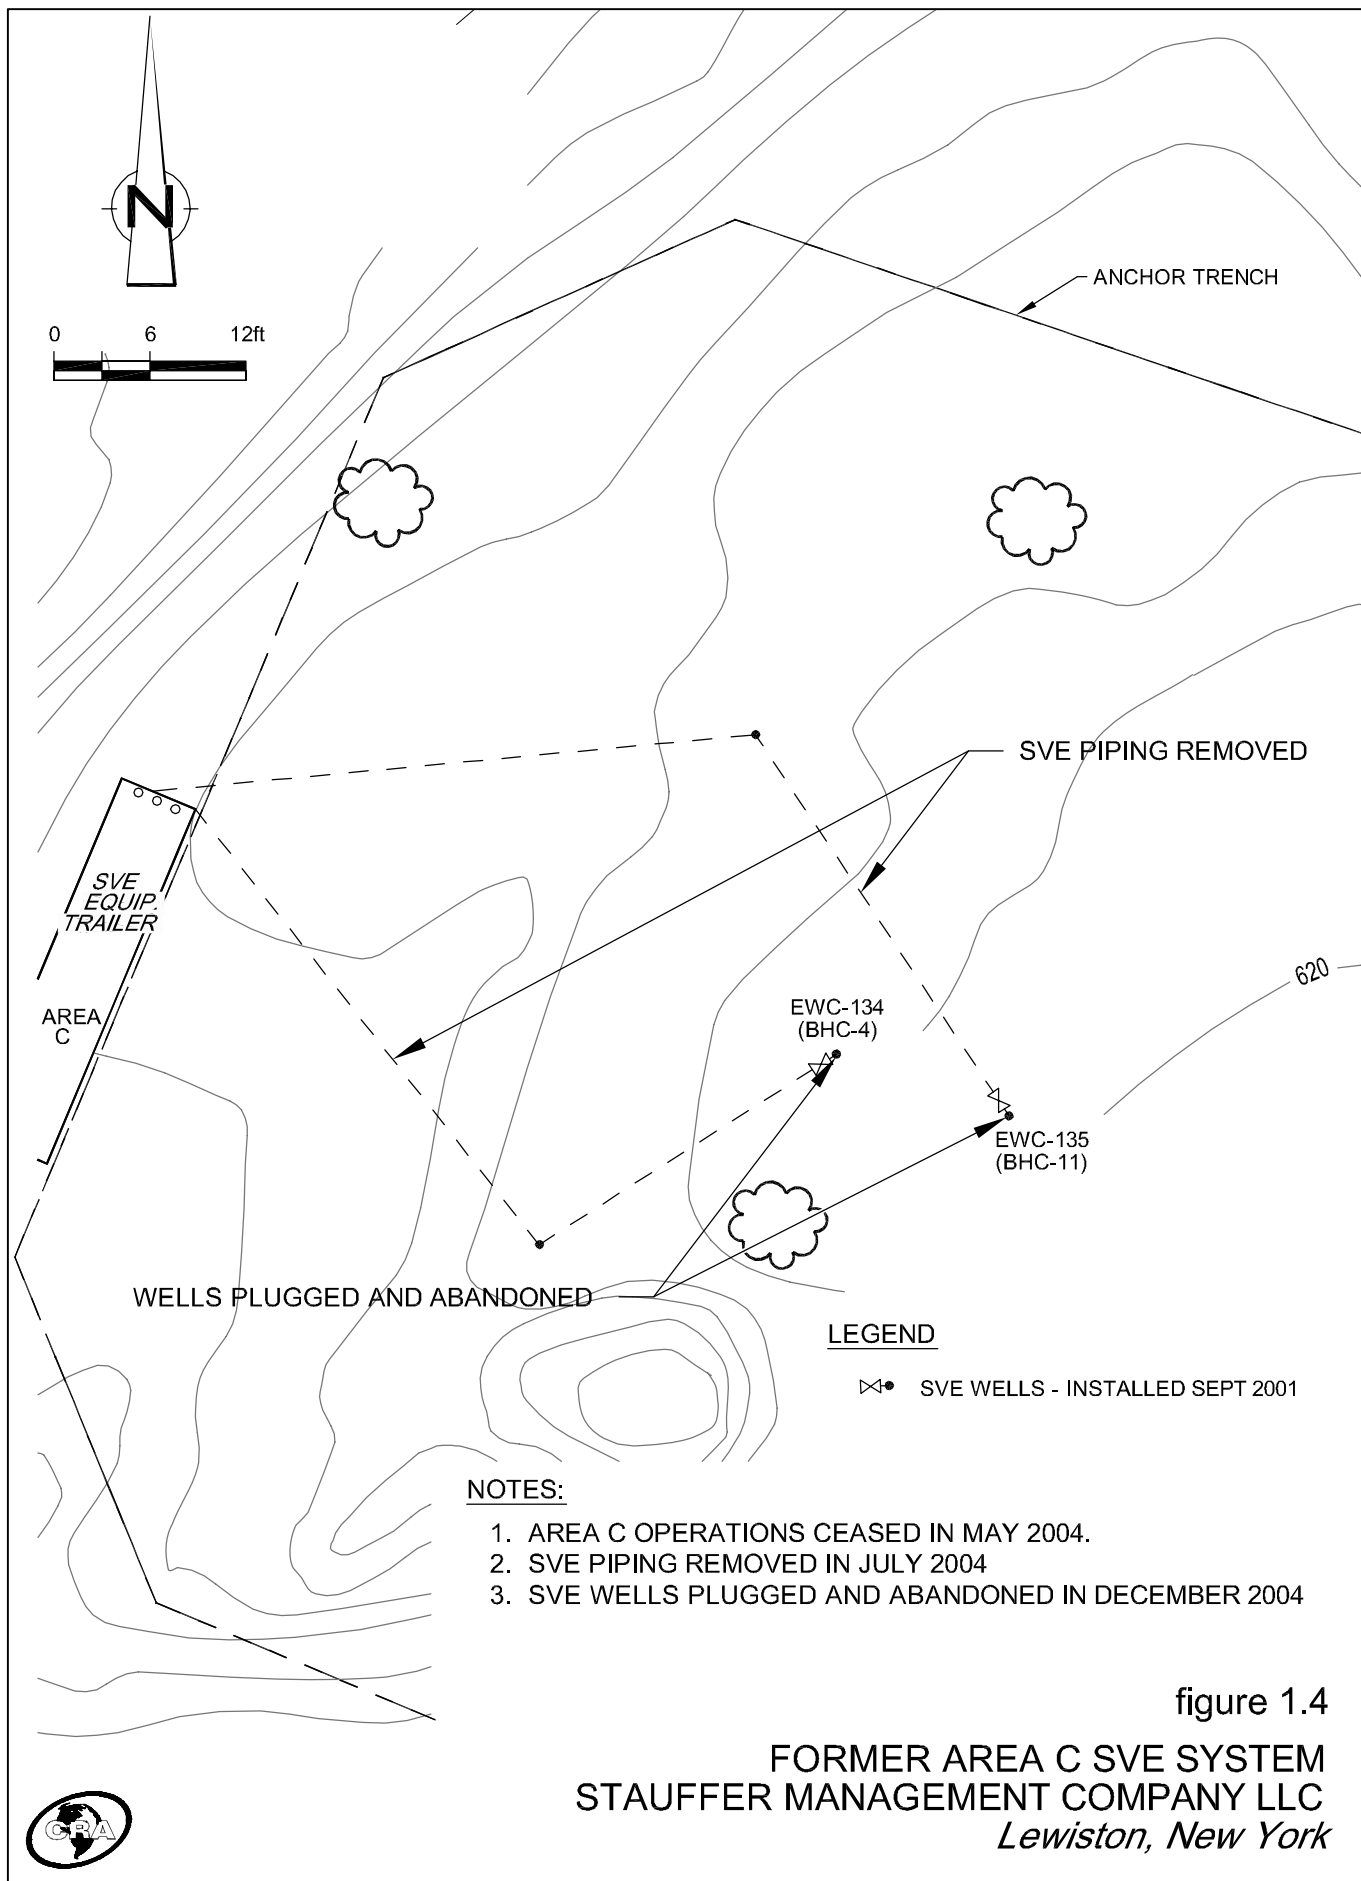 N
0 6 12ft
ANCHOR TRENCH
SVE PIPING REMOVED
SVE
EQUIP.
TRAILER
AREA
C
620
EWC-134
(BHC-4)
EWC-135
(BHC-11)
WELLS PLUGGED AND ABANDONED
LEGEND
SVE WELLS - INSTALLED SEPT 2001
NOTES:
1. AREA C OPERATIONS CEASED IN MAY 2004.
2. SVE PIPING REMOVED IN JULY 2004
3. SVE WELLS PLUGGED AND ABANDONED IN DECEMBER 2004
figure 1.4
FORMER AREA C SVE SYSTEM
STAUFFER MANAGEMENT COMPANY LLC
Lewiston, New York
CRA